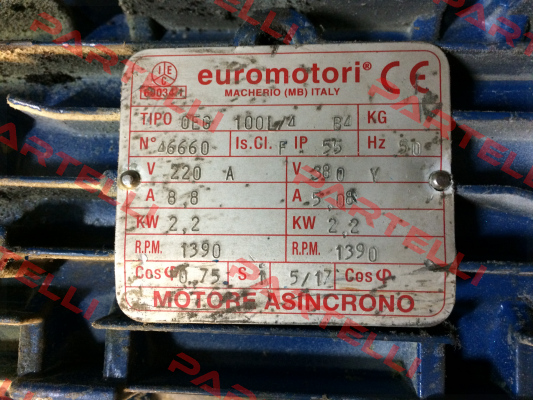 IEC
60034-1
euromotori® CE
MACHERIO (MB) ITALY
TIPO OEG 100L/4 B4 KG
N° 46660 Is.Cl. F IP 55 Hz 50
V 220 Δ V 380 Y
A 8,8 A 5,08
KW 2,2 KW 2,2
R.P.M. 1390 R.P.M. 1390
Cosφ 0,75 S 1 5/17 Cosφ
MOTORE ASINCRONO
PARTELLI
PARTELLI
PARTELLI
PARTELLI